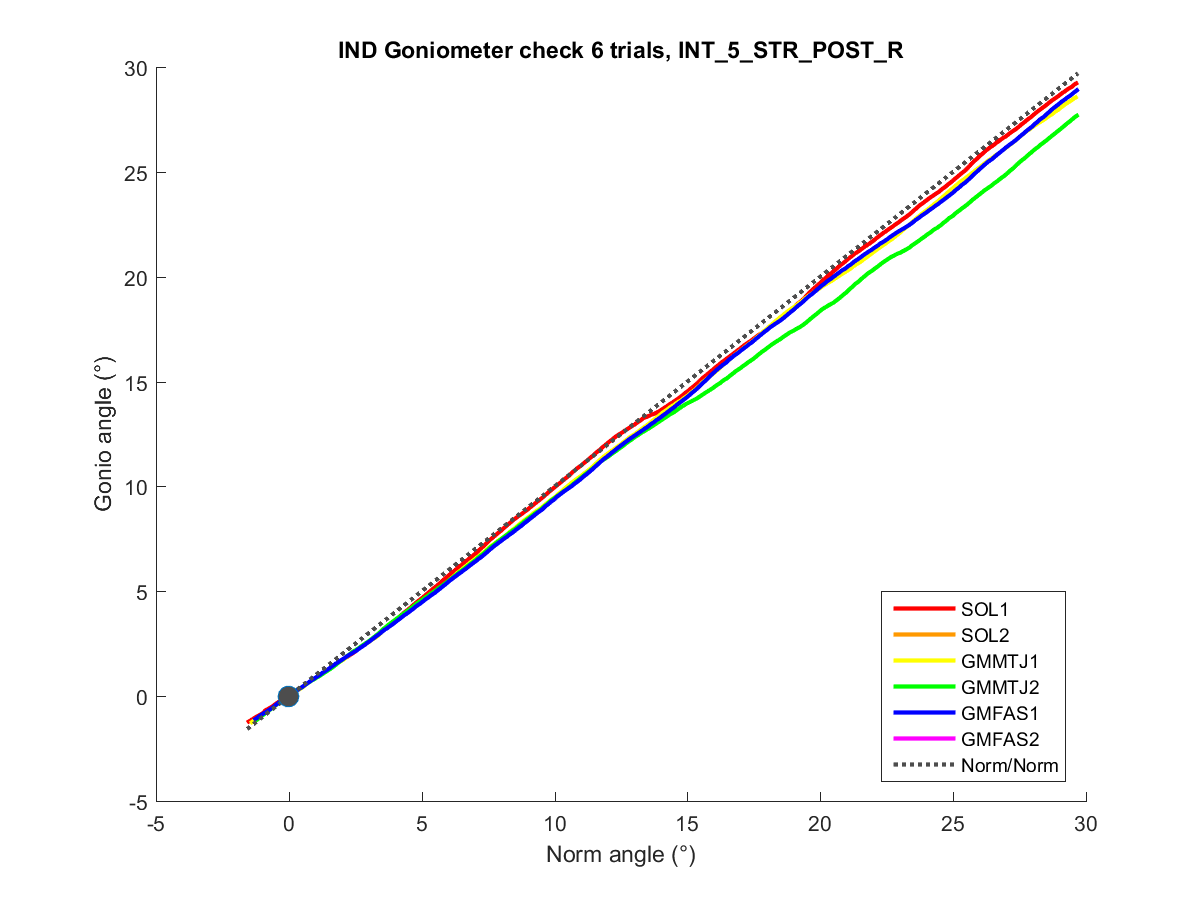 IND Goniometer check 6 trials, INT_5_STR_POST_R
30
25
20
15
10
5
0
-5
Gonio angle (°)
-5
0
5
10
15
20
25
30
Norm angle (°)
SOL1
SOL2
GMMTJ1
GMMTJ2
GMFAS1
GMFAS2
Norm/Norm